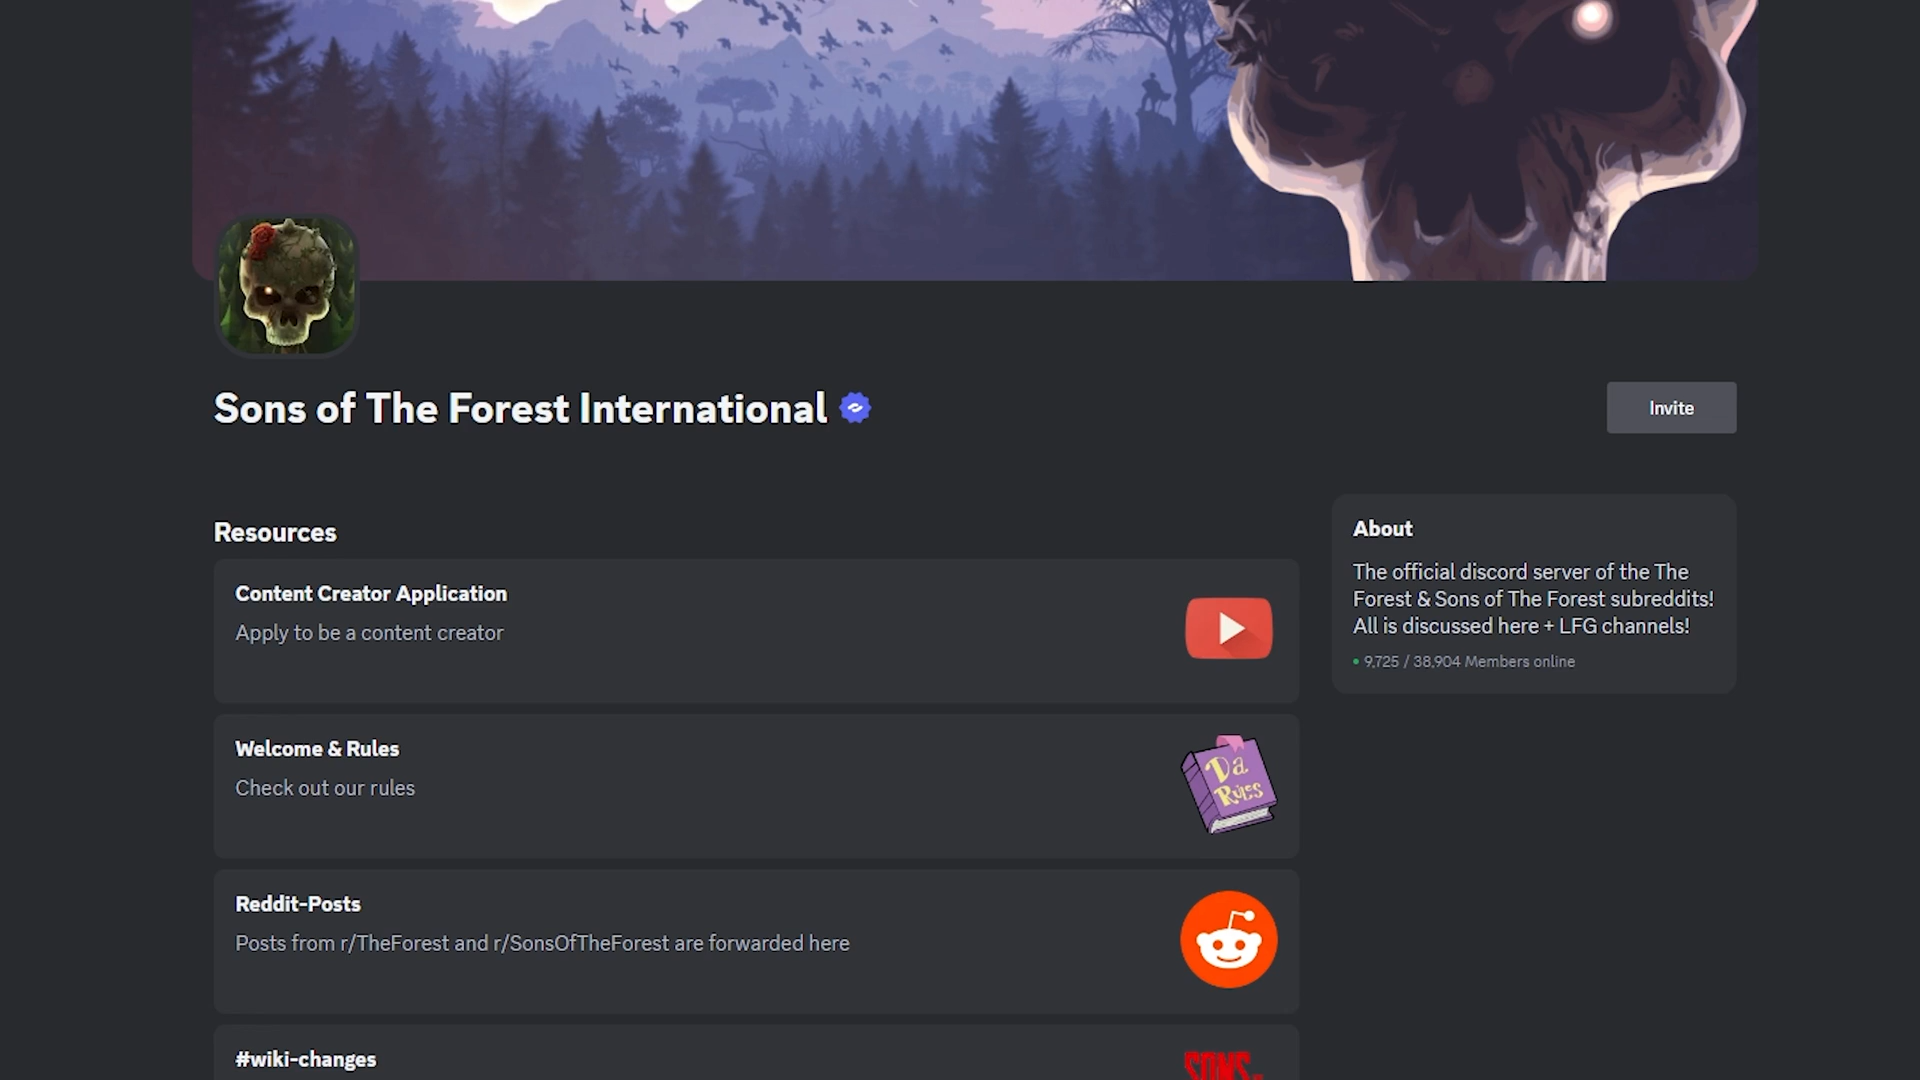 Sons of The Forest International
Invite
Resources
Content Creator Application
Apply to be a content creator
Welcome & Rules
Check out our rules
Da
Rules
Reddit-Posts
Posts from r/TheForest and r/SonsOfTheForest are forwarded here
#wiki-changes
SONS
About
The official discord server of the The
Forest & Sons of The Forest subreddits!
All is discussed here + LFG channels!
9,725 / 38,904 Members online